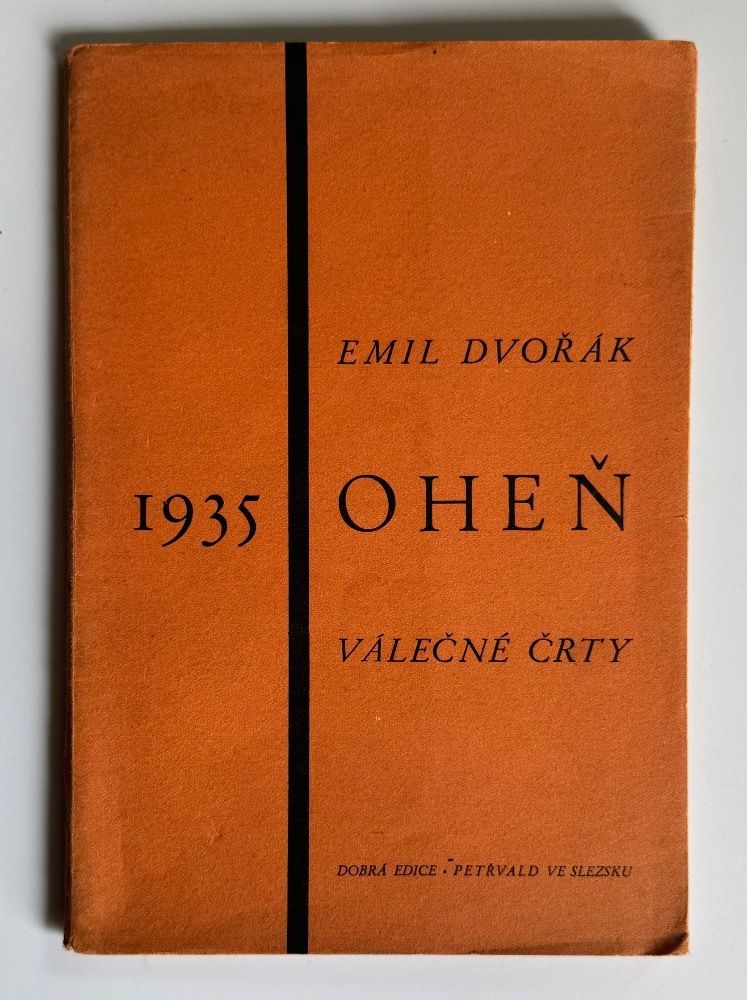 EMIL DVOŘÁK
1935 OHEŇ
VÁLEČNÉ ČRTY
DOBRÁ EDICE · PETŘVALD VE SLEZSKU